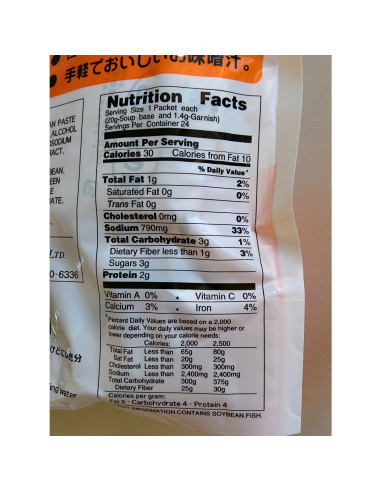 手軽でおいしいお味噌汁。
AN PASTE
ALCOHOL
OSODIUM
RACT.
BEAN.
EEN
E
ATE.
LTD.
0-6336
Nutrition Facts
Serving Size 1 Packet each
(20g-Soup base and 1.4g-Garnish)
Servings Per Container 24
Amount Per Serving
Calories 30 Calories from Fat 10
% Daily Value*
Total Fat 1g 2%
Saturated Fat 0g 0%
Trans Fat 0g
Cholesterol 0mg 0%
Sodium 790mg 33%
Total Carbohydrate 3g 1%
Dietary Fiber less than 1g 3%
Sugars 3g
Protein 2g
Vitamin A 0% • Vitamin C 0%
Calcium 3% • Iron 4%
*Percent Daily Values are based on a 2,000
calorie diet. Your daily values may be higher or
lower depending on your calorie needs:
Calories: 2,000 2,500
Total Fat Less than 65g 80g
Sat Fat Less than 20g 25g
Cholesterol Less than 300mg 300mg
Sodium Less than 2,400mg 2,400mg
Total Carbohydrate 300g 375g
Dietary Fiber 25g 30g
Calories per gram:
Fat 9 • Carbohydrate 4 • Protein 4
INFORMATION:CONTAINS SOYBEAN,FISH.
water